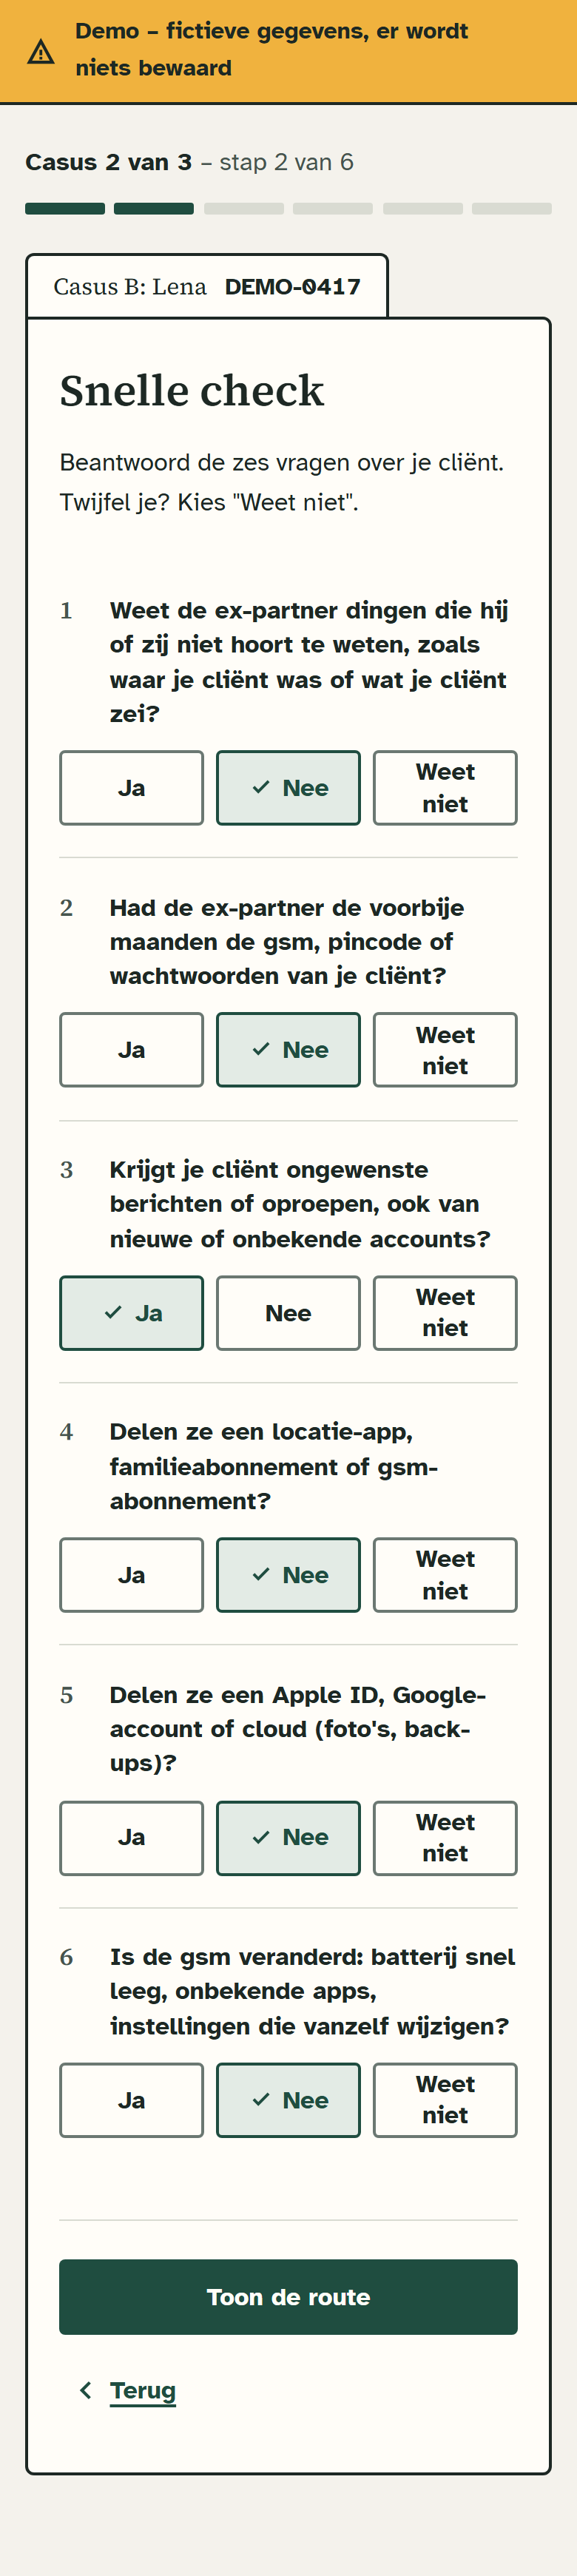 Demo – fictieve gegevens, er wordt
niets bewaard
Casus 2 van 3 – stap 2 van 6
Casus B: Lena DEMO-0417
Snelle check
Beantwoord de zes vragen over je cliënt.
Twijfel je? Kies "Weet niet".
1 Weet de ex-partner dingen die hij
of zij niet hoort te weten, zoals
waar je cliënt was of wat je cliënt
zei?
Ja
Nee
Weet
niet
2 Had de ex-partner de voorbije
maanden de gsm, pincode of
wachtwoorden van je cliënt?
Ja
Nee
Weet
niet
3 Krijgt je cliënt ongewenste
berichten of oproepen, ook van
nieuwe of onbekende accounts?
Ja
Nee
Weet
niet
4 Delen ze een locatie-app,
familieabonnement of gsm-
abonnement?
Ja
Nee
Weet
niet
5 Delen ze een Apple ID, Google-
account of cloud (foto's, back-
ups)?
Ja
Nee
Weet
niet
6 Is de gsm veranderd: batterij snel
leeg, onbekende apps,
instellingen die vanzelf wijzigen?
Ja
Nee
Weet
niet
Toon de route
Terug